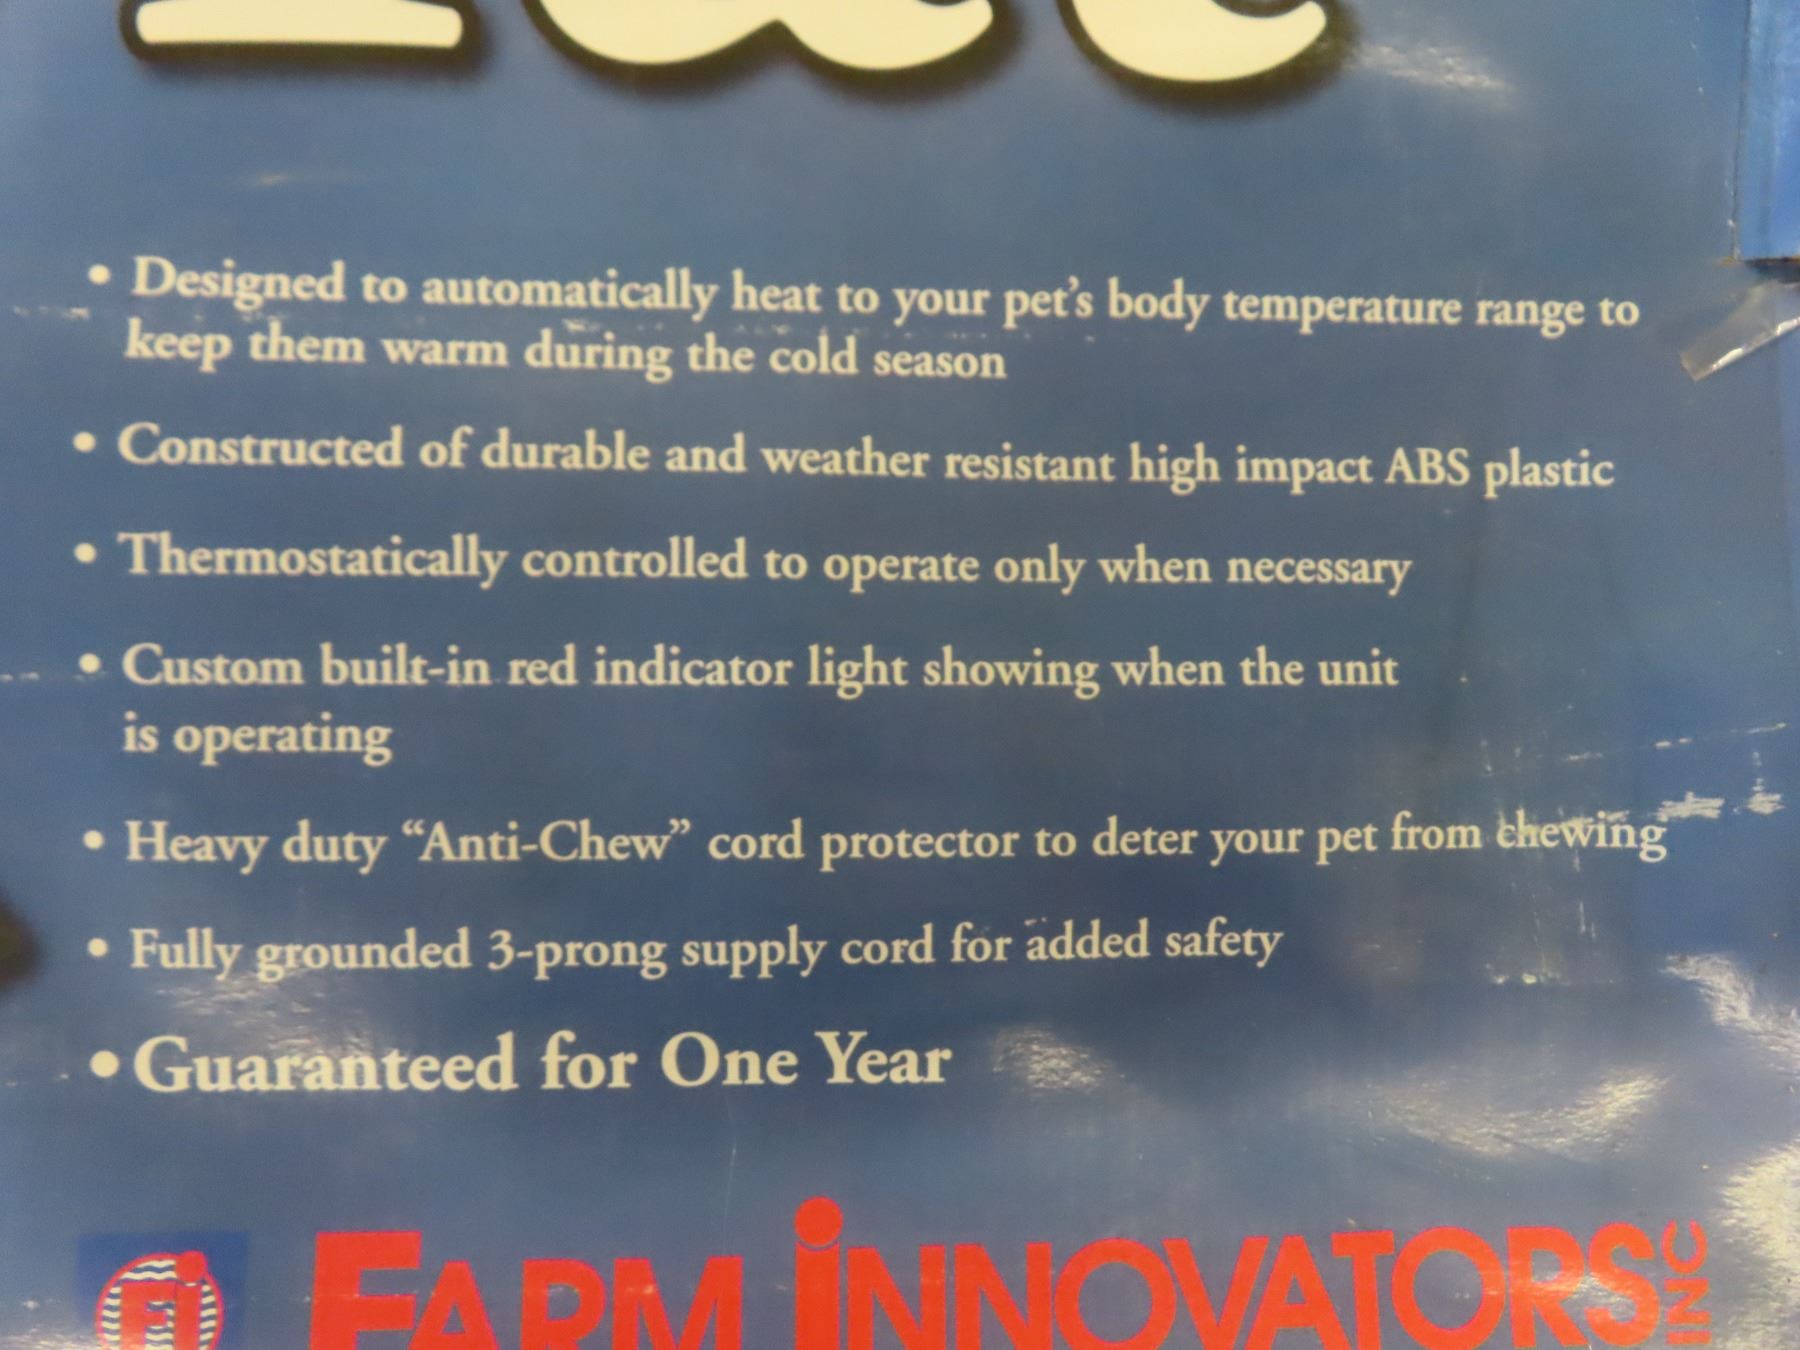 • Designed to automatically heat to your pet's body temperature range to
keep them warm during the cold season
• Constructed of durable and weather resistant high impact ABS plastic
• Thermostatically controlled to operate only when necessary
• Custom built-in red indicator light showing when the unit
is operating
• Heavy duty “Anti-Chew” cord protector to deter your pet from chewing
• Fully grounded 3-prong supply cord for added safety
• Guaranteed for One Year
Fi FARM iNNOVATORS INC